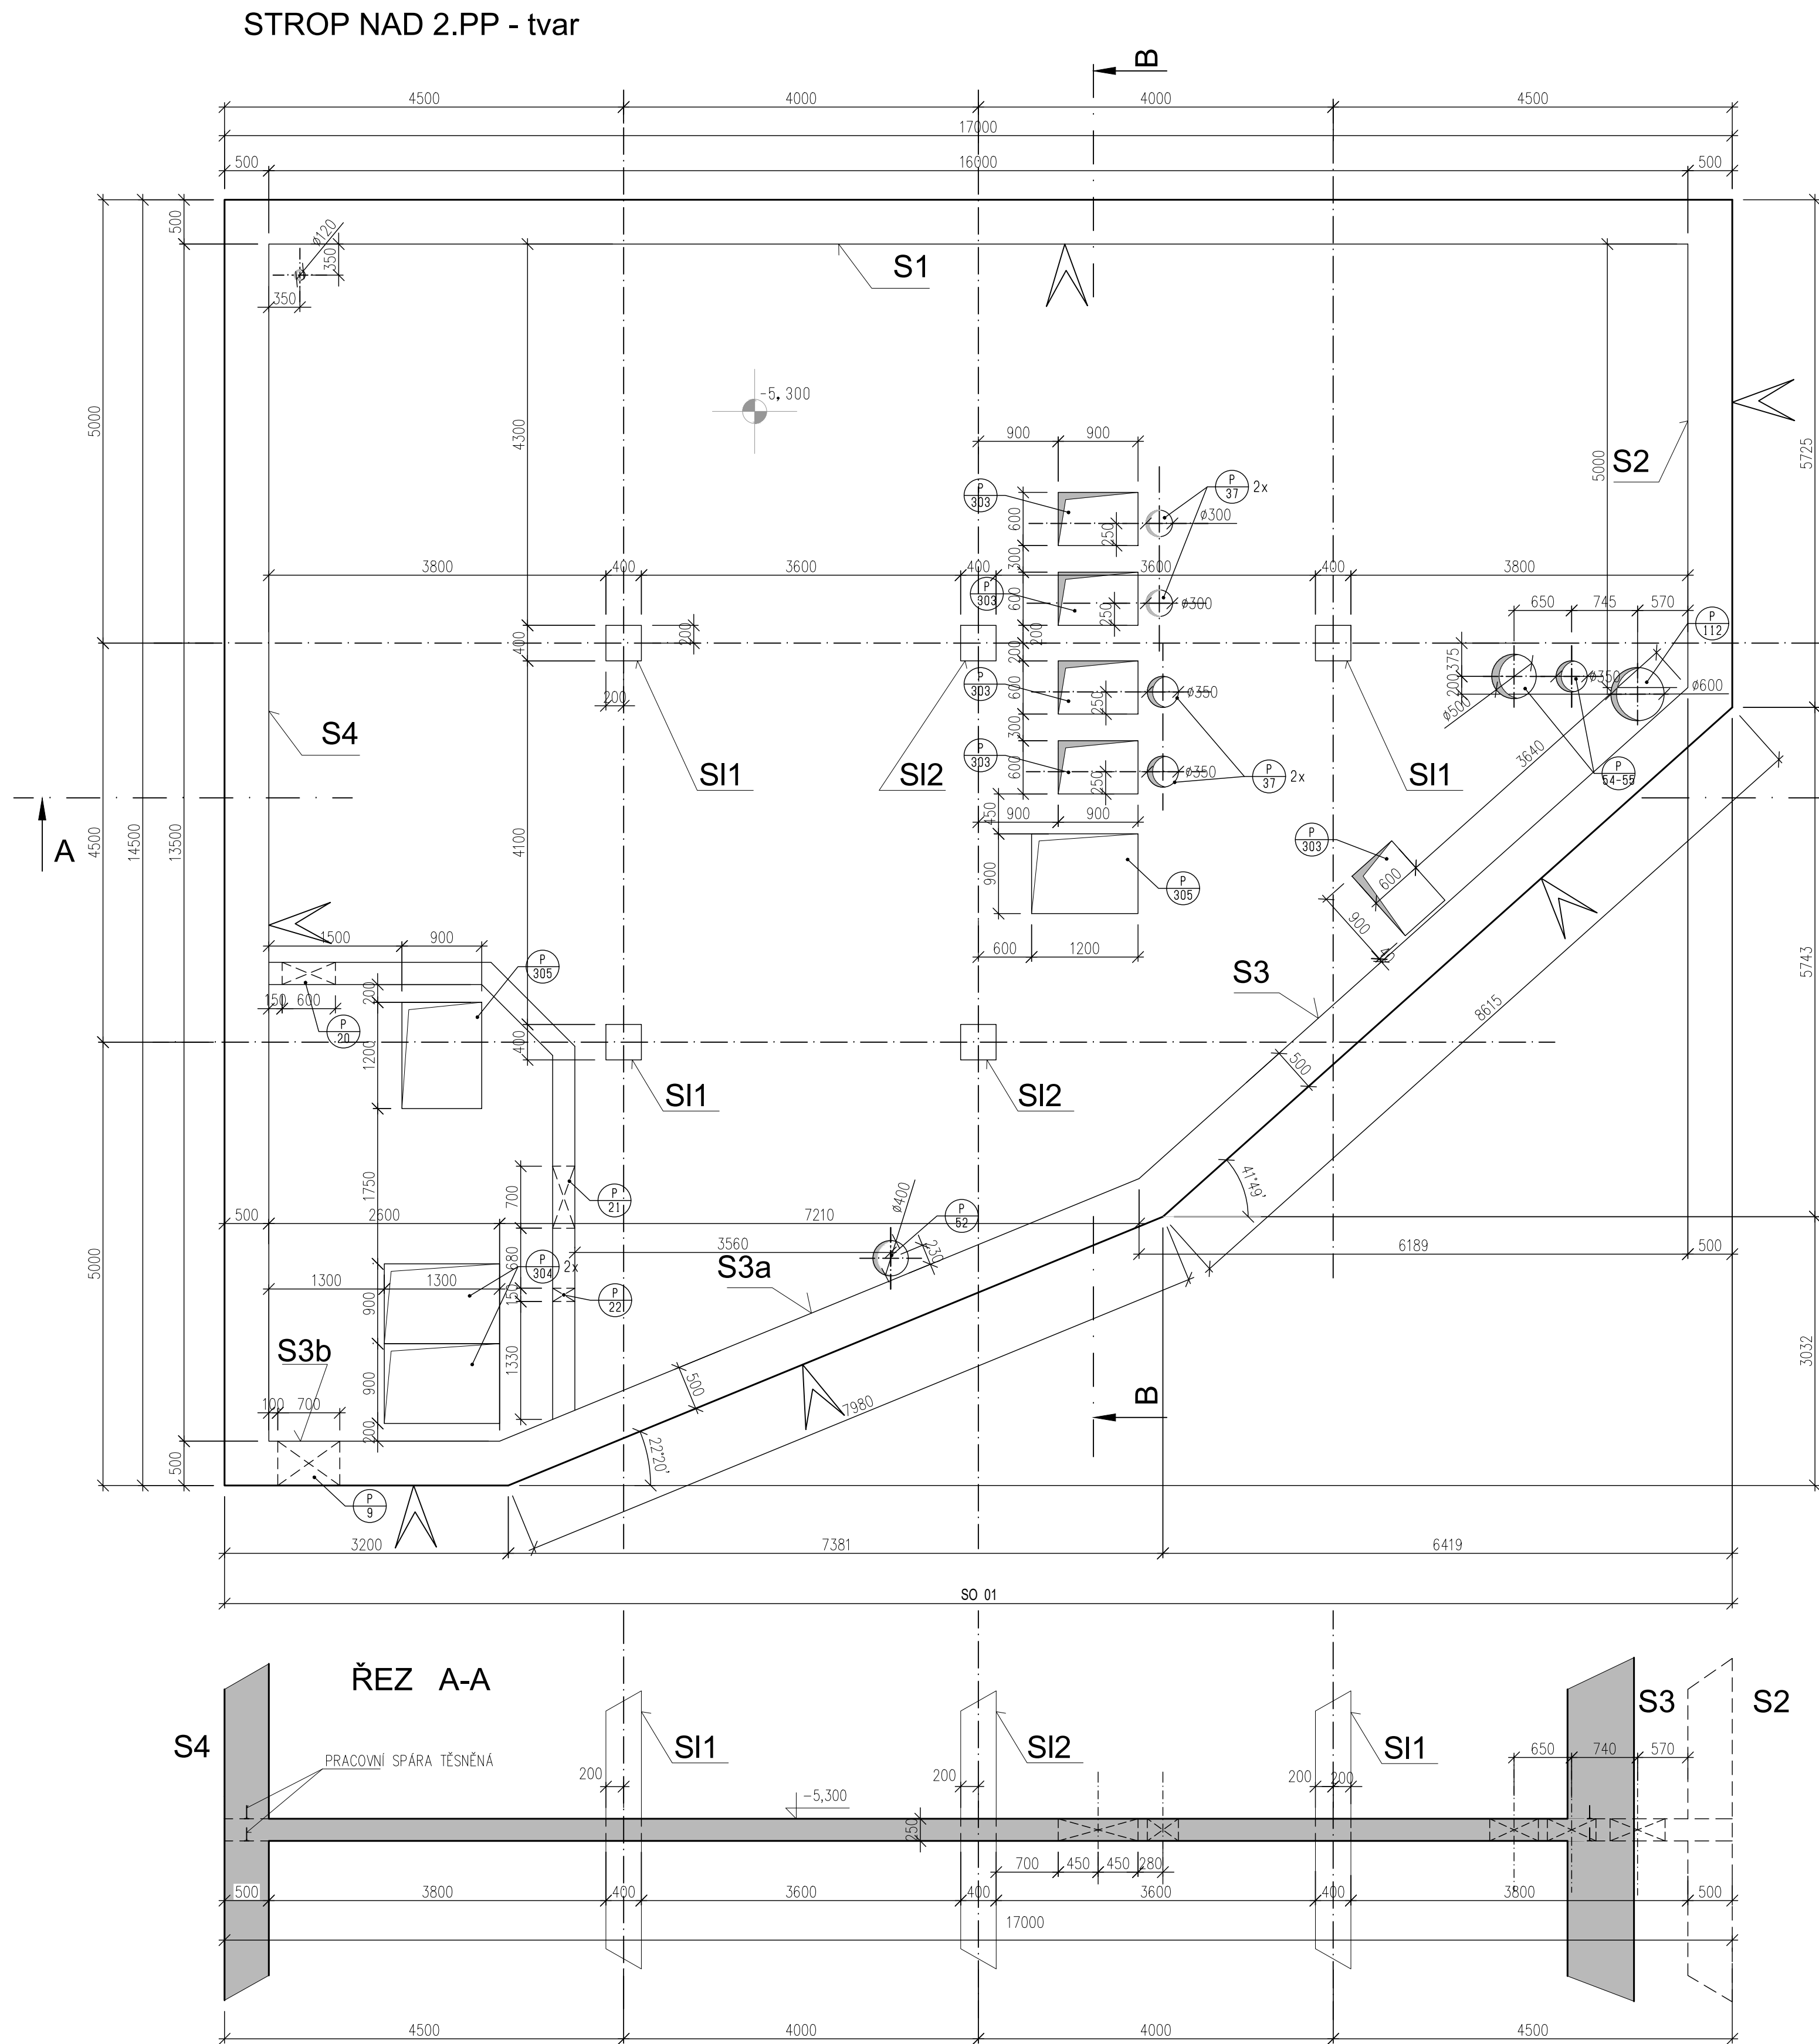 STROP NAD 2.PP - tvar
B
4500 4000 4000 4500
17000
500 16000 500
500
Ø120
350
350
S1
-5,300
5000
4300
5000
S2
5725
900 900
P 303
P 37 2x
600
250
Ø300
300
3800 400 3600 400 3600 400 3800
P 303
600
250
Ø300
650 745 570
P 112
400
200
200
200
200
375
200
P 303
600
250
Ø350
Ø500
Ø350
Ø600
S4
SI1
SI2
300
P 303
600
250
Ø350
P 37 2x
SI1
3640
P 54-55
A
4500
14500
13500
4100
450
900 900
900
P 305
P 303
600
900
40
600 1200
1500 900
P 305
S3
5743
8615
200
150 600
P 20
1200
400
500
SI1
SI2
1750
700
P 21
Ø400
P 52
41°49'
500 2600 7210
3560
230
6189 500
5000
680
P 304 2x
S3a
1300 1300
150
P 22
900
S3b
1330
3032
900
500
100 700
7980
B
200
500
22°20'
P 9
3200 7381 6419
SO 01
ŘEZ A-A
S4
SI1
SI2
SI1
S3
S2
PRACOVNÍ SPÁRA TĚSNĚNÁ
650 740 570
200 200 200 200
-5,300
250
700 450 450 280
500 3800 400 3600 400 3600 400 3800 500
17000
4500 4000 4000 4500